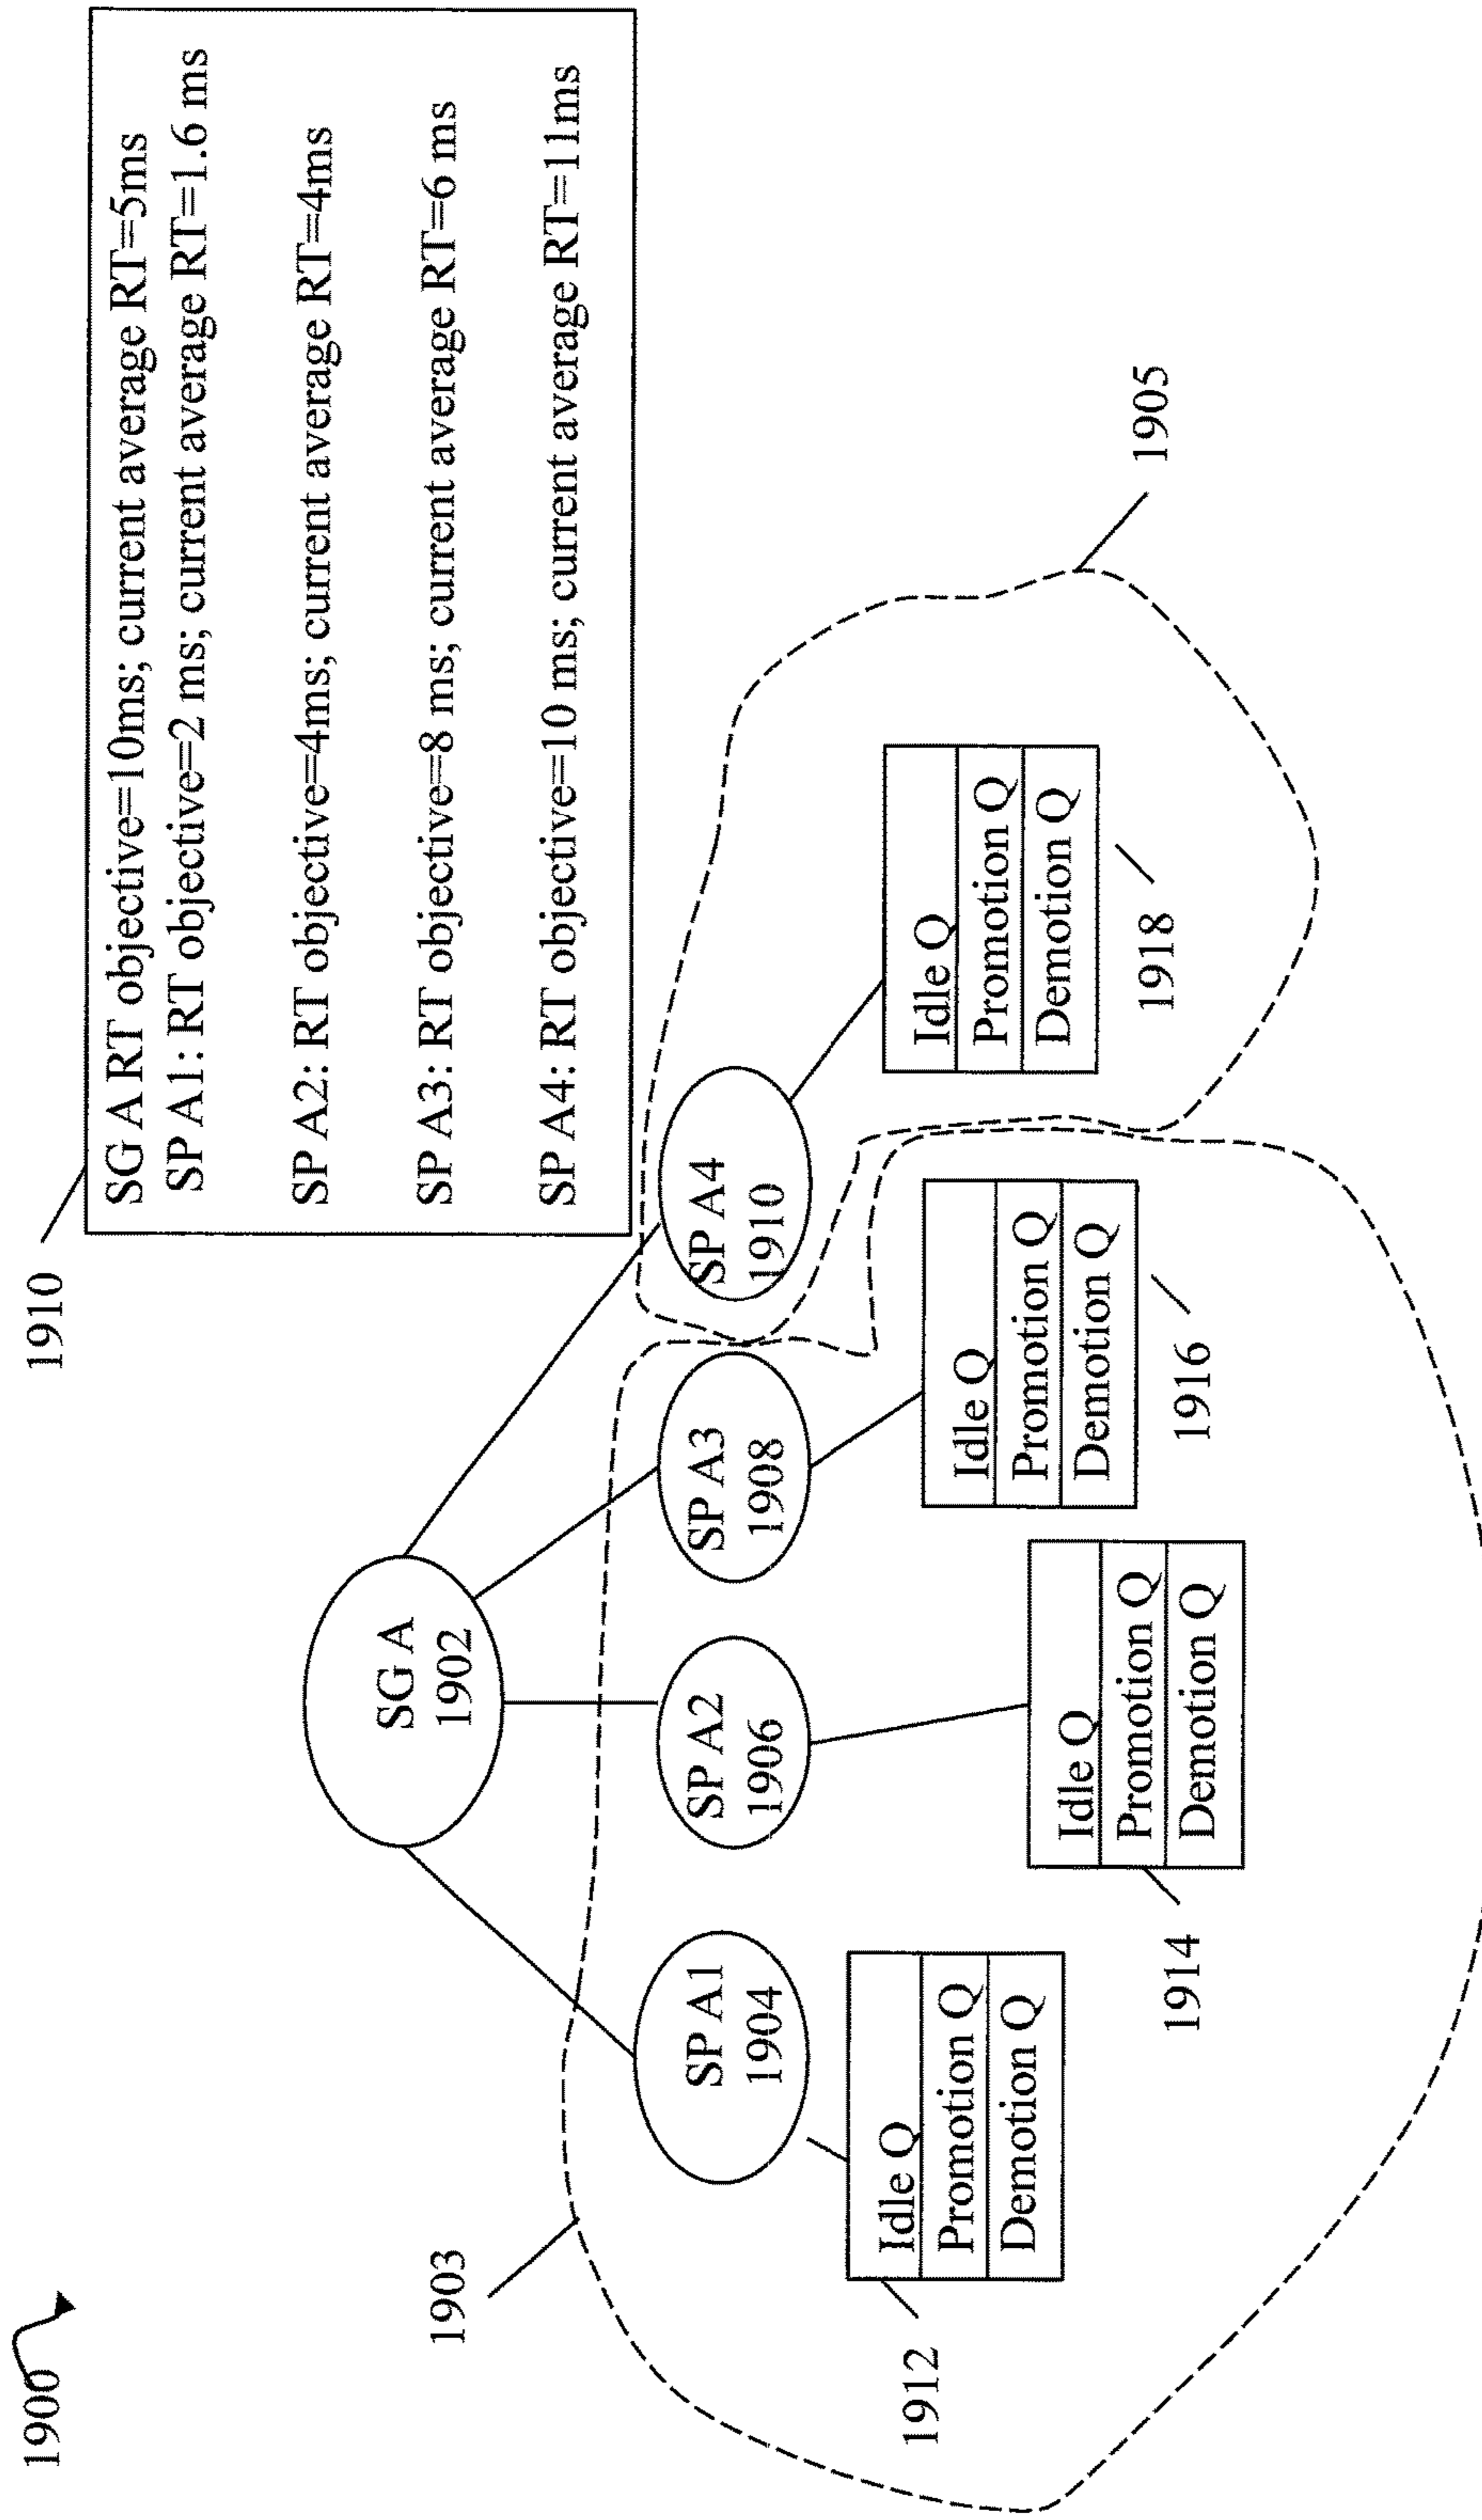 1900
1910
SG A RT objective=10ms; current average RT=5ms
SP A1: RT objective=2 ms; current average RT=1.6 ms
SP A2: RT objective=4ms; current average RT=4ms
SP A3: RT objective=8 ms; current average RT=6 ms
SP A4: RT objective=10 ms; current average RT=11ms
SG A
1902
1903
1905
SP A1
1904
SP A2
1906
SP A3
1908
SP A4
1910
Idle Q
Promotion Q
Demotion Q
1912
Idle Q
Promotion Q
Demotion Q
1914
Idle Q
Promotion Q
Demotion Q
1916
Idle Q
Promotion Q
Demotion Q
1918